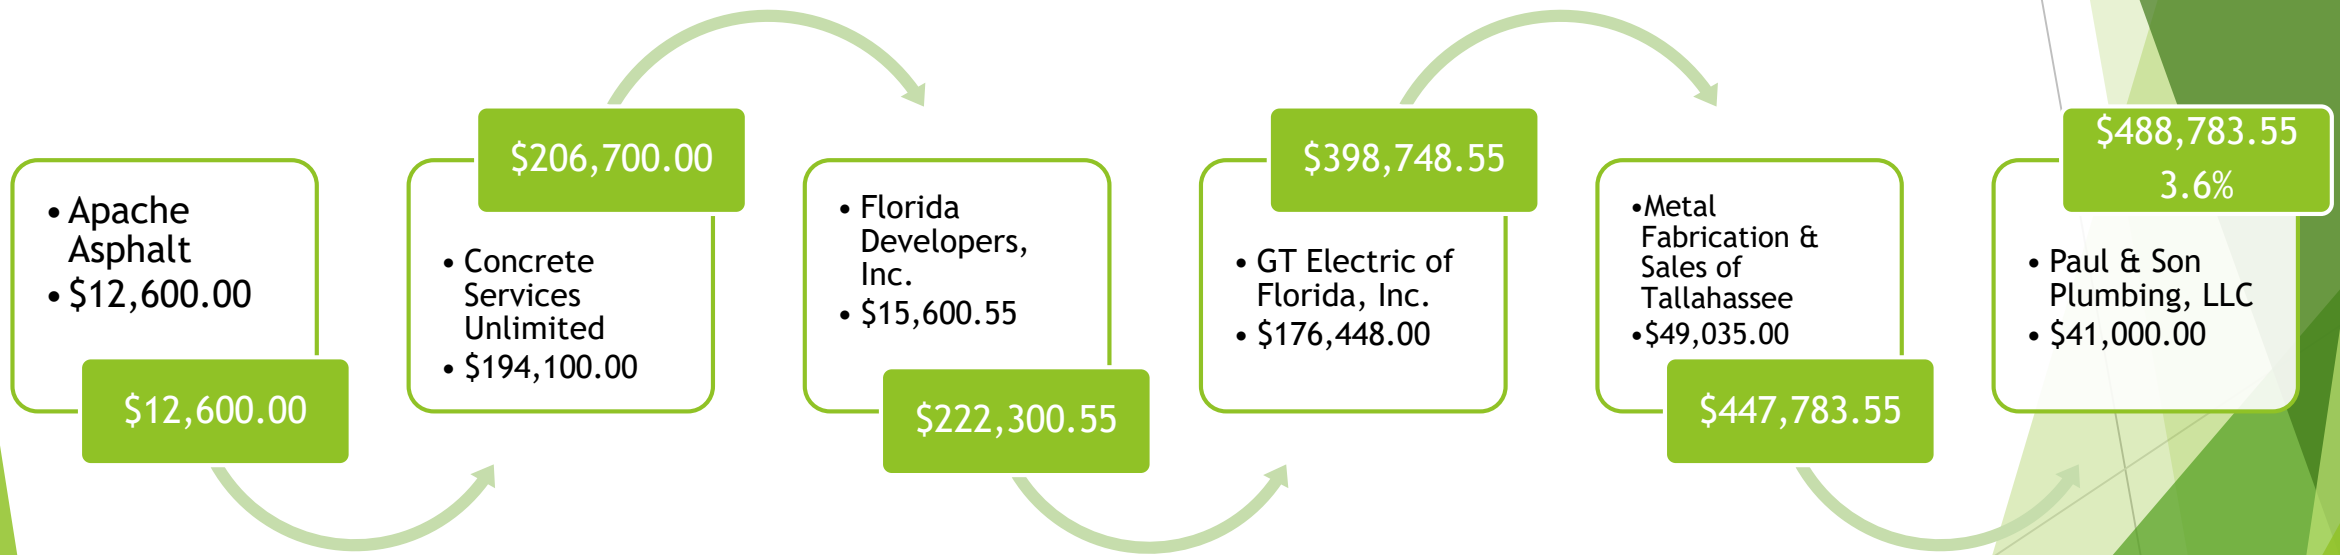 • Apache
Asphalt
• $12,600.00
$12,600.00
$206,700.00
• Concrete
Services
Unlimited
• $194,100.00
• Florida
Developers,
Inc.
• $15,600.55
$222,300.55
$398,748.55
• GT Electric of
Florida, Inc.
• $176,448.00
•Metal
Fabrication &
Sales of
Tallahassee
•$49,035.00
$447,783.55
$488,783.55
3.6%
• Paul & Son
Plumbing, LLC
• $41,000.00